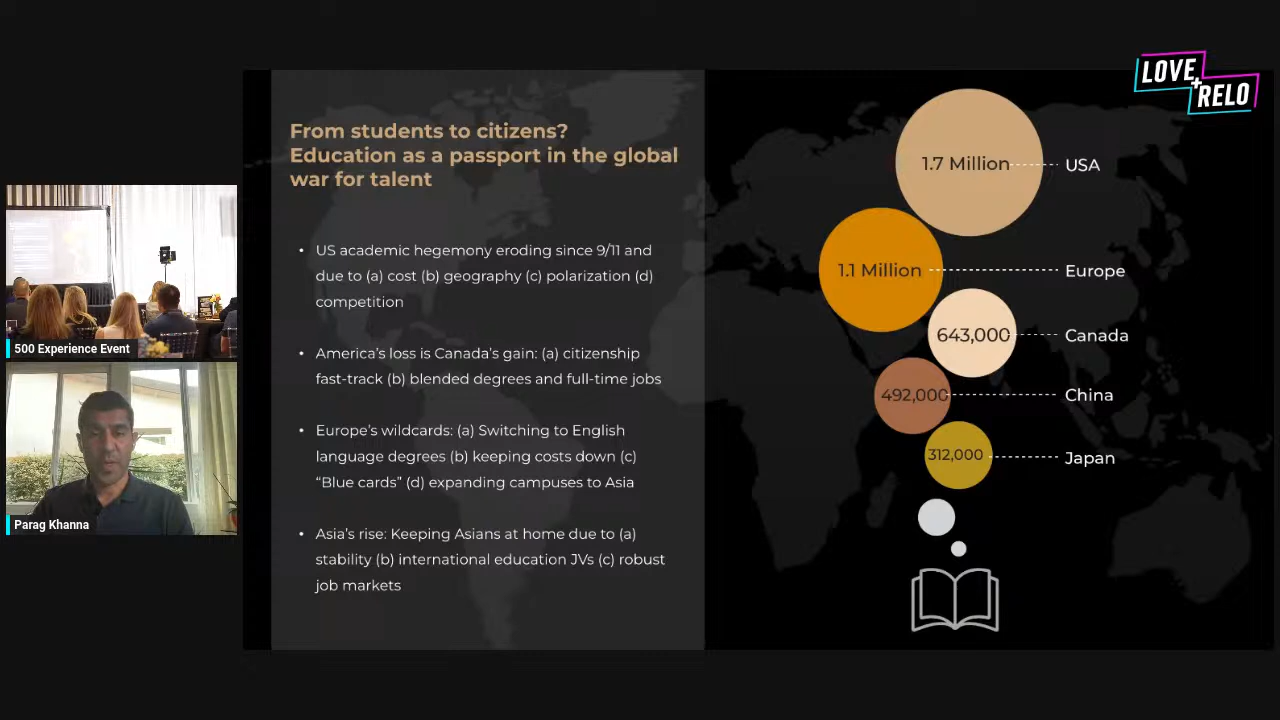 LOVE
+
RELO
From students to citizens?
Education as a passport in the global
war for talent
• US academic hegemony eroding since 9/11 and
due to (a) cost (b) geography (c) polarization (d)
competition
• America’s loss is Canada’s gain: (a) citizenship
fast-track (b) blended degrees and full-time jobs
• Europe’s wildcards: (a) Switching to English
language degrees (b) keeping costs down (c)
“Blue cards” (d) expanding campuses to Asia
• Asia’s rise: Keeping Asians at home due to (a)
stability (b) international education JVs (c) robust
job markets
1.7 Million USA
1.1 Million Europe
643,000 Canada
492,000 China
312,000 Japan
500 Experience Event
Parag Khanna